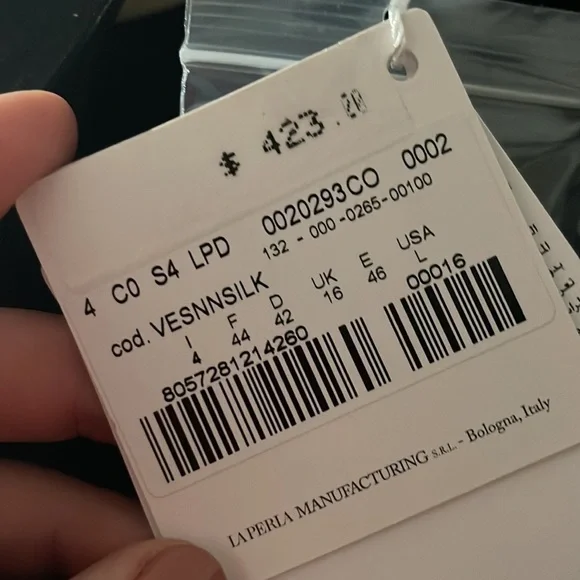 $ 423.00
4 C0 S4 LPD 0020293CO 0002
132 - 000 -0265-00100
cod. VESNNSILK
I F D UK E USA
4 44 42 16 46 L
8057281214260 00016
LA PERLA MANUFACTURING S.R.L. - Bologna, Italy